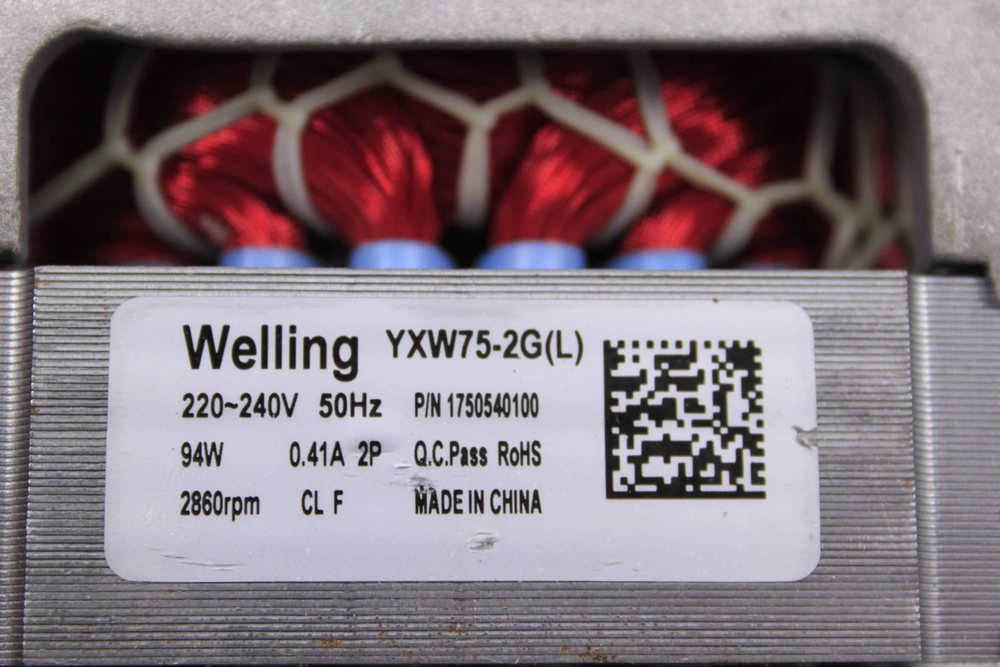 Welling YXW75-2G(L)
220~240V 50Hz P/N 1750540100
94W 0.41A 2P Q.C.Pass RoHS
2860rpm CL F MADE IN CHINA